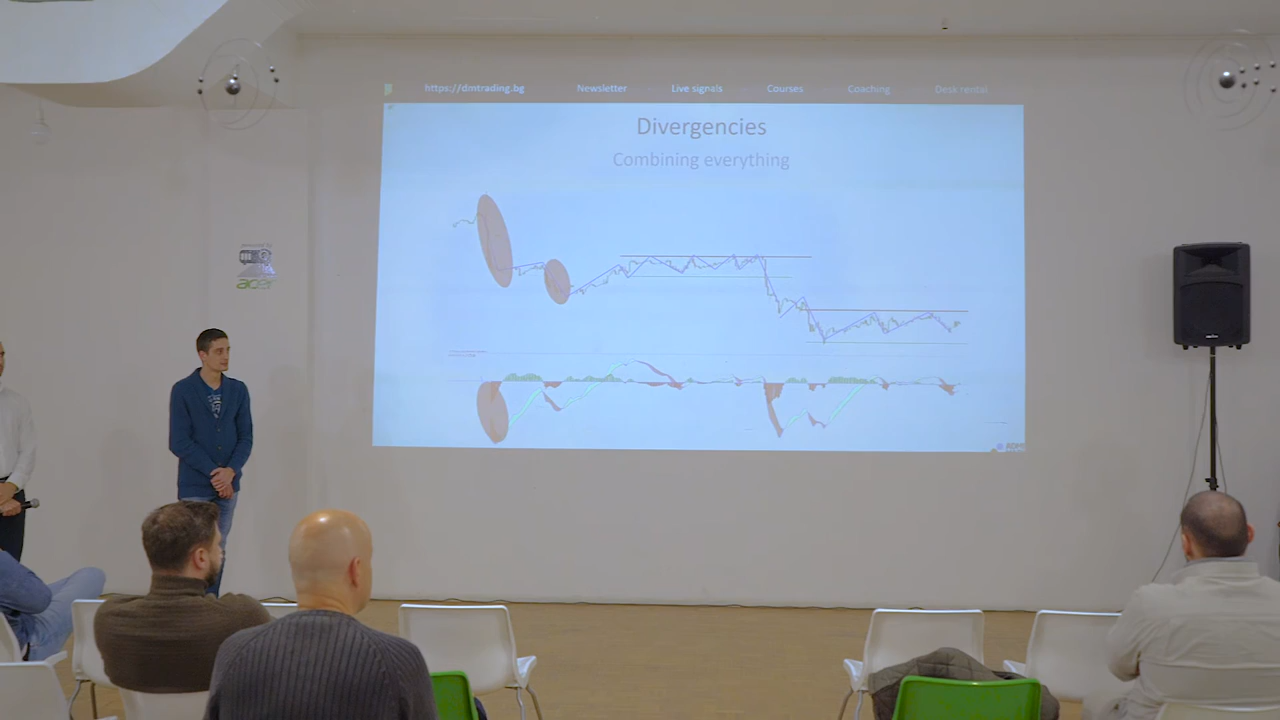 https://dmtrading.bg Newsletter Live signals Courses Coaching Desk rental
Divergencies
Combining everything
acer